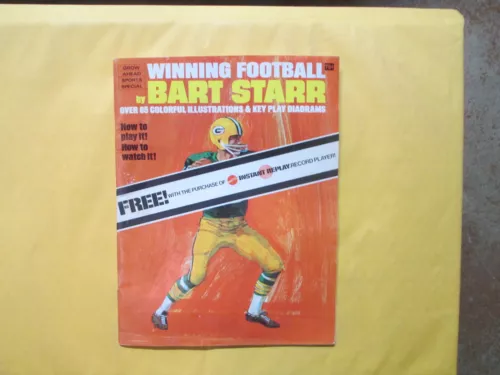 WINNING FOOTBALL
by BART STARR
OVER 65 COLORFUL ILLUSTRATIONS & KEY PLAY DIAGRAMS
How to
play it!
How to
watch it!
G
FREE! WITH THE PURCHASE OF INSTANT REPLAY RECORD PLAYER!